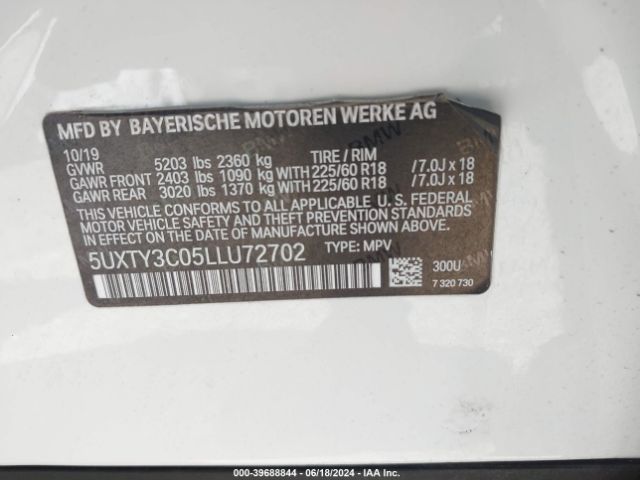 MFD BY BAYERISCHE MOTOREN WERKE AG
10/19
GVWR 5203 lbs 2360 kg TIRE / RIM
GAWR FRONT 2403 lbs 1090 kg WITH 225/60 R18 / 7.0J x 18
GAWR REAR 3020 lbs 1370 kg WITH 225/60 R18 / 7.0J x 18
THIS VEHICLE CONFORMS TO ALL APPLICABLE U.S. FEDERAL
MOTOR VEHICLE SAFETY AND THEFT PREVENTION STANDARDS
IN EFFECT ON THE DATE OF MANUFACTURE SHOWN ABOVE.
5UXTY3C05LLU72702 TYPE: MPV
300U
7 320 730
000-39688844 / 06/18/2024 / IAA Inc.